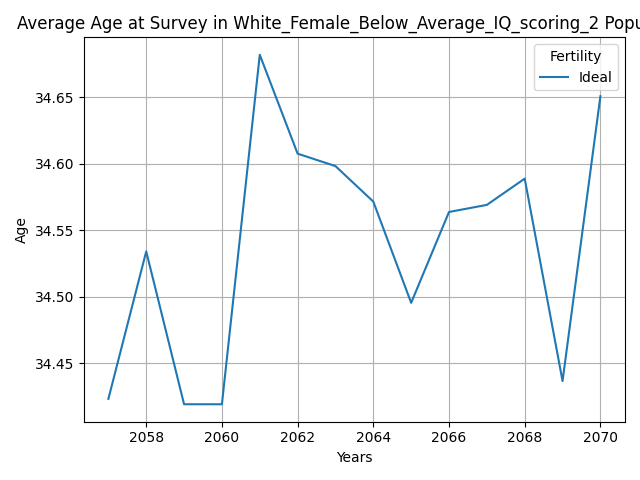 Average Age at Survey in White_Female_Below_Average_IQ_scoring_2 Popu
Fertility
Ideal
34.65
34.60
34.55
34.50
34.45
Age
2058 2060 2062 2064 2066 2068 2070
Years